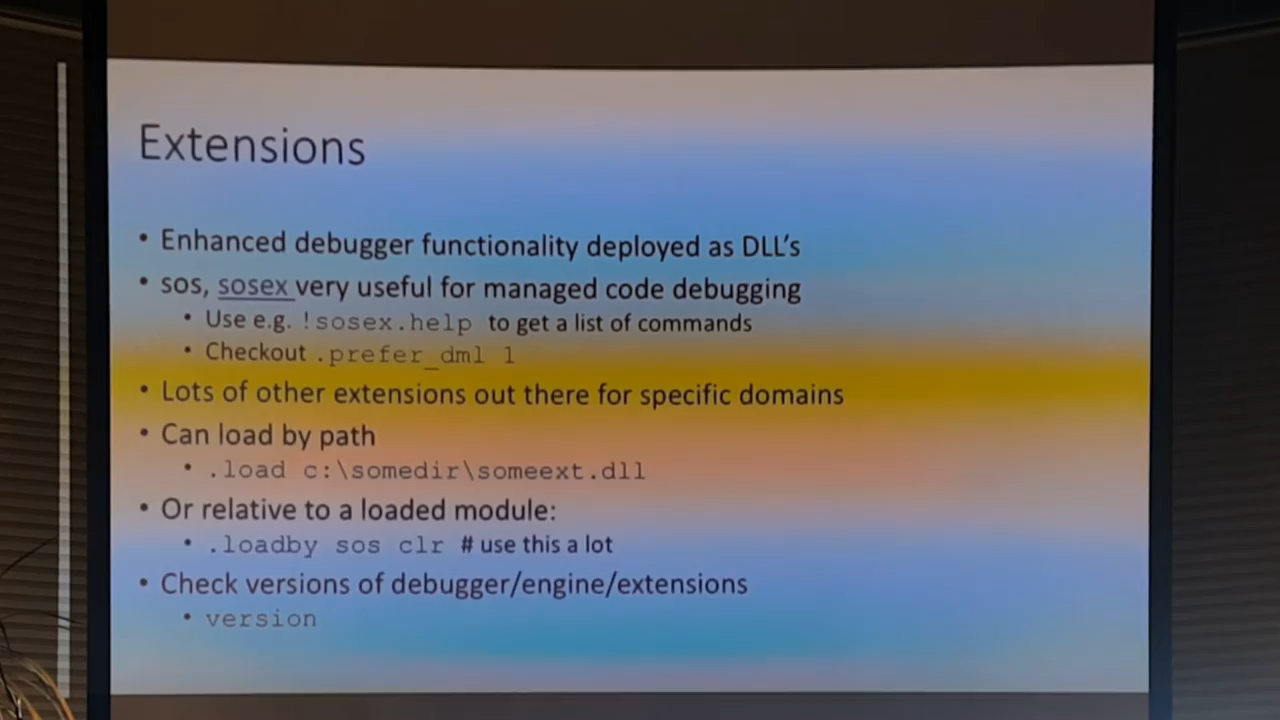 Extensions
• Enhanced debugger functionality deployed as DLL's
• sos, sosex very useful for managed code debugging
• Use e.g. !sosex.help to get a list of commands
• Checkout .prefer_dml 1
• Lots of other extensions out there for specific domains
• Can load by path
• .load c:\somedir\someext.dll
• Or relative to a loaded module:
• .loadby sos clr # use this a lot
• Check versions of debugger/engine/extensions
• version